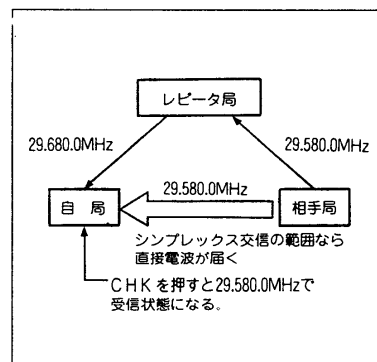 レピータ局
29.680.0MHz
29.580.0MHz
29.580.0MHz
自 局
相手局
シンプレックス交信の範囲なら
直接電波が届く
CHKを押すと29.580.0MHzで
受信状態になる。